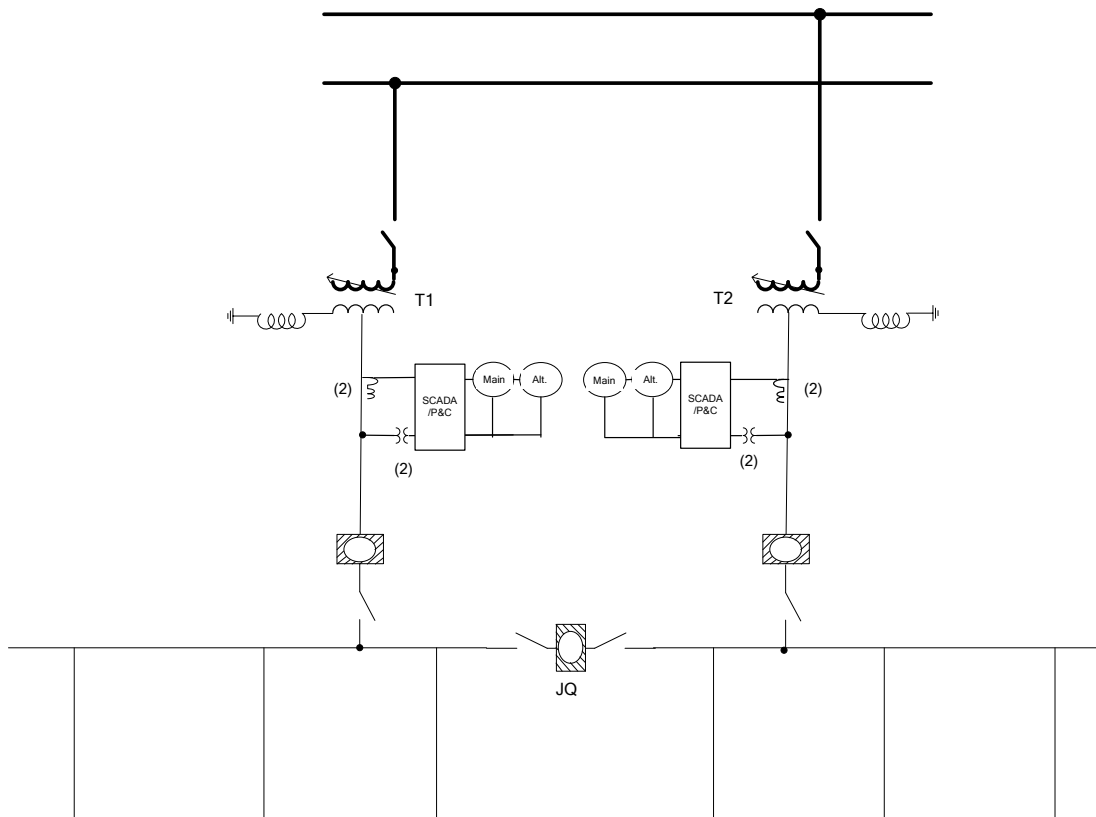 T1
T2
(2)
SCADA
/P&C
Main
Alt.
(2)
Main
Alt.
SCADA
/P&C
(2)
(2)
JQ